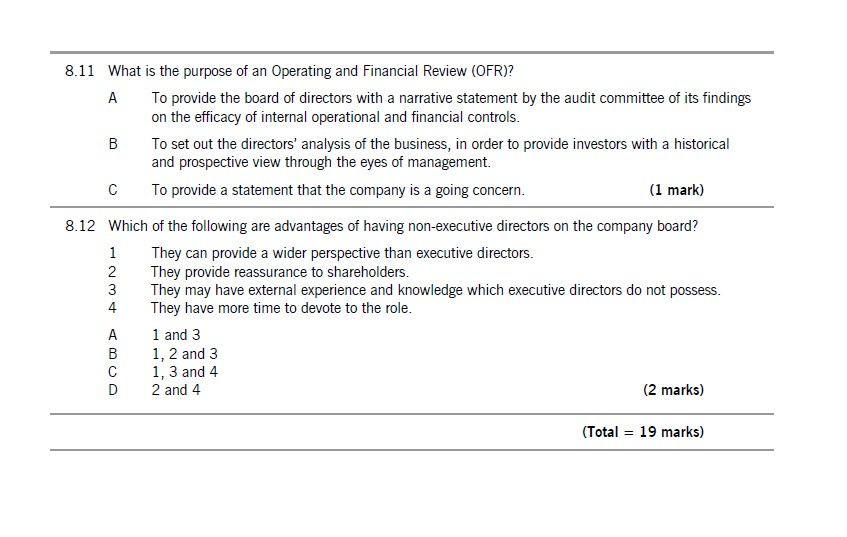 8.11 What is the purpose of an Operating and Financial Review (OFR)?
A To provide the board of directors with a narrative statement by the audit committee of its findings
on the efficacy of internal operational and financial controls.
B To set out the directors' analysis of the business, in order to provide investors with a historical
and prospective view through the eyes of management.
C To provide a statement that the company is a going concern. (1 mark)
8.12 Which of the following are advantages of having non-executive directors on the company board?
1 They can provide a wider perspective than executive directors.
2 They provide reassurance to shareholders.
3 They may have external experience and knowledge which executive directors do not possess.
4 They have more time to devote to the role.
A 1 and 3
B 1, 2 and 3
C 1, 3 and 4
D 2 and 4 (2 marks)
(Total = 19 marks)